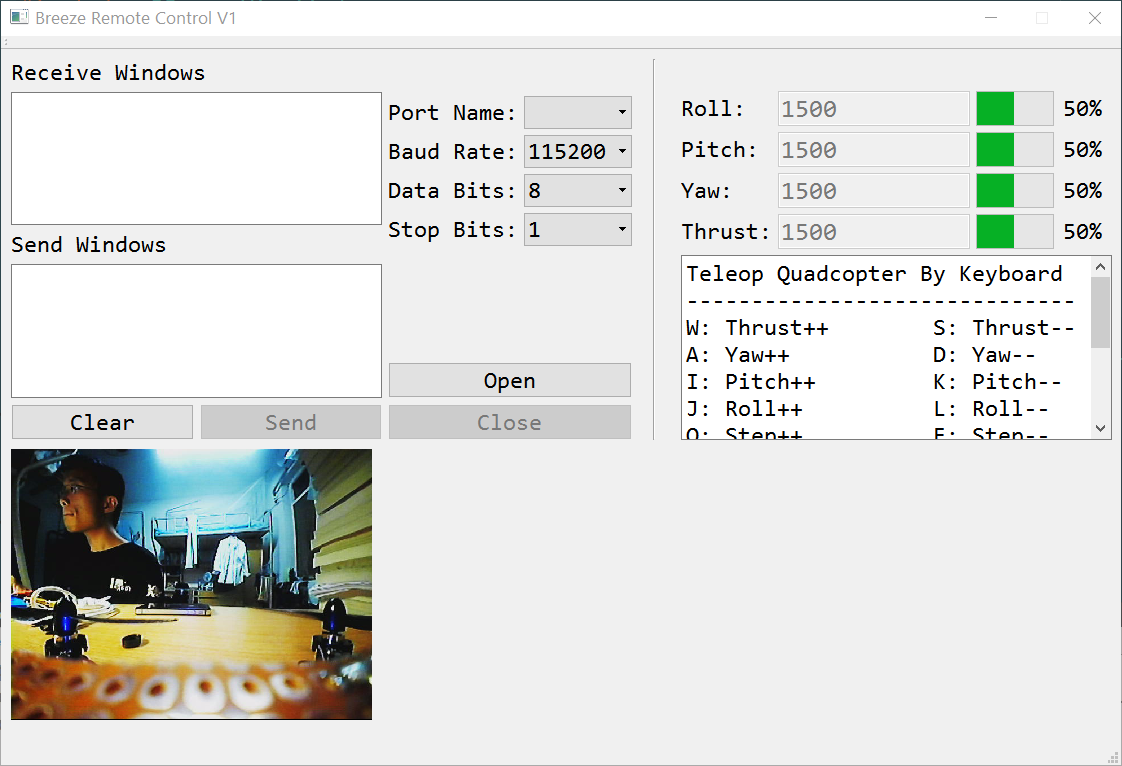 Breeze Remote Control V1
Receive Windows
Port Name:
Baud Rate: 115200
Data Bits: 8
Stop Bits: 1
Send Windows
Open
Clear
Send
Close
Roll: 1500 50%
Pitch: 1500 50%
Yaw: 1500 50%
Thrust: 1500 50%
Teleop Quadcopter By Keyboard
------------------------------
W: Thrust++ S: Thrust--
A: Yaw++ D: Yaw--
I: Pitch++ K: Pitch--
J: Roll++ L: Roll--
Q: Step++ E: Step--